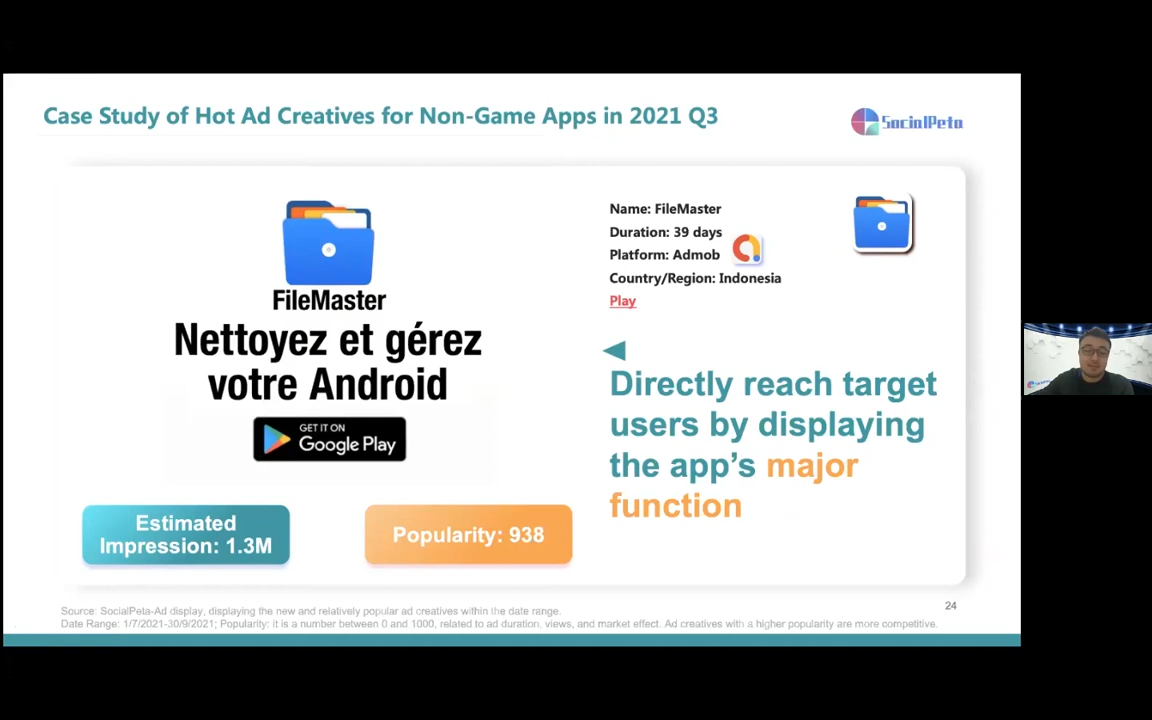 Case Study of Hot Ad Creatives for Non-Game Apps in 2021 Q3
SocialPeta
FileMaster
Nettoyez et gérez
votre Android
GET IT ON
Google Play
Estimated
Impression: 1.3M
Popularity: 938
Name: FileMaster
Duration: 39 days
Platform: Admob
Country/Region: Indonesia
Play
Directly reach target
users by displaying
the app’s major
function
24
Source: SocialPeta-Ad display, displaying the new and relatively popular ad creatives within the date range.
Date Range: 1/7/2021-30/9/2021; Popularity: it is a number between 0 and 1000, related to ad duration, views, and market effect. Ad creatives with a higher popularity are more competitive.